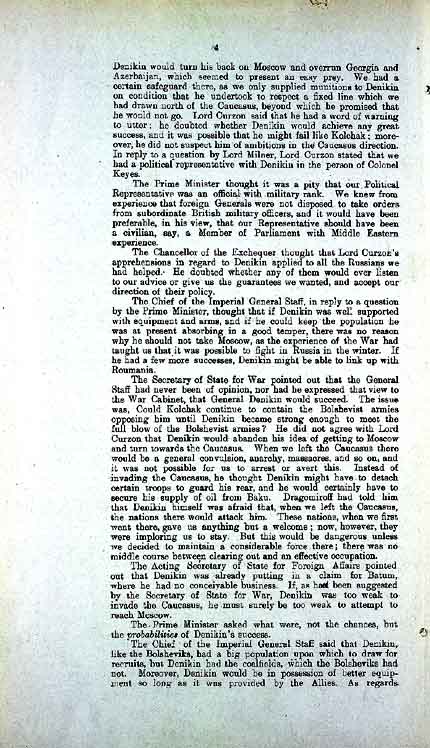 4
Denikin would turn his back on Moscow and overrun Georgia and
Azerbaijan, which seemed to present an easy prey. We had a
certain safeguard there, as we only supplied munitions to Denikin
on condition that he undertook to respect a fixed line which we
had drawn north of the Caucasus, beyond which he promised that
he would not go. Lord Curzon said that he had a word of warning
to utter: he doubted whether Denikin would achieve any great
success, and it was possible that he might fail like Kolchak; more-
over, he did not suspect him of ambitions in the Caucasus direction.
In reply to a question by Lord Milner, Lord Curzon stated that we
had a political representative with Denikin in the person of Colonel
Keyes.
The Prime Minister thought it was a pity that our Political
Representative was an official with military rank. We knew from
experience that foreign Generals were not disposed to take orders
from subordinate British military officers, and it would have been
preferable, in his view, that our Representative should have been
a civilian, say, a Member of Parliament with Middle Eastern
experience.
The Chancellor of the Exchequer thought that Lord Curzon's
apprehensions in regard to Denikin applied to all the Russians we
had helped. He doubted whether any of them would ever listen
to our advice or give us the guarantees we wanted, and accept our
direction of their policy.
The Chief of the Imperial General Staff, in reply to a question
by the Prime Minister, thought that if Denikin was well supported
with equipment and arms, and if he could keep the population he
was at present absorbing in a good temper, there was no reason
why he should not take Moscow, as the experience of the War had
taught us that it was possible to fight in Russia in the winter. If
he had a few more successes, Denikin might be able to link up with
Roumania.
The Secretary of State for War pointed out that the General
Staff had never been of opinion, nor had he expressed that view to
the War Cabinet, that General Denikin would succeed. The issue
was, Could Kolchak continue to contain the Bolshevist armies
opposing him until Denikin became strong enough to meet the
full blow of the Bolshevist armies? He did not agree with Lord
Curzon that Denikin would abandon his idea of getting to Moscow
and turn towards the Caucasus. When we left the Caucasus there
would be a general convulsion, anarchy, massacres, and so on, and
it was not possible for us to arrest or avert this. Instead of
invading the Caucasus, he thought Denikin might have to detach
certain troops to guard his rear, and he would certainly have to
secure his supply of oil from Baku. Dragomiroff had told him
that Denikin himself was afraid that, when we left the Caucasus,
the nations there would attack him. These nations, when we first
went there, gave us anything but a welcome; now, however, they
were imploring us to stay. But this would be dangerous unless
we decided to maintain a considerable force there; there was no
middle course between clearing out and an effective occupation.
The Acting Secretary of State for Foreign Affairs pointed
out that Denikin was already putting in a claim for Batum,
where he had no conceivable business. If, as had been suggested
by the Secretary of State for War, Denikin was too weak to
invade the Caucasus, he must surely be too weak to attempt to
reach Moscow.
The Prime Minister asked what were, not the chances, but
the probabilities of Denikin's success.
The Chief of the Imperial General Staff said that Denikin,
like the Bolsheviks, had a big population upon which to draw for
recruits, but Denikin had the coalfields, which the Bolsheviks had
not. Moreover, Denikin would be in possession of better equip-
ment so long as it was provided by the Allies. As regards